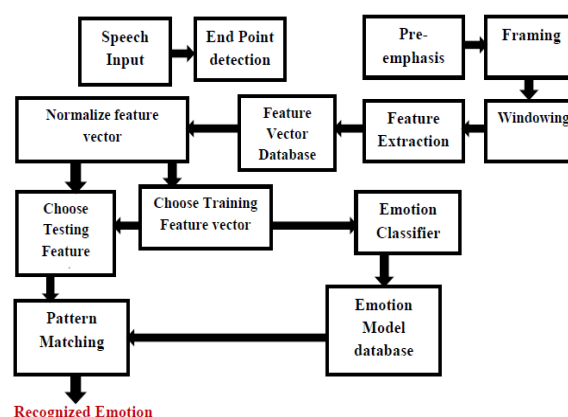 Speech
Input
End Point
detection
Pre-
emphasis
Framing
Normalize feature
vector
Feature
Vector
Database
Feature
Extraction
Windowing
Choose
Testing
Feature
Choose Training
Feature vector
Emotion
Classifier
Pattern
Matching
Emotion
Model
database
Recognized Emotion